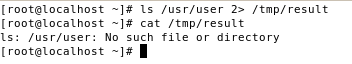 [root@localhost ~]# ls /usr/user 2> /tmp/result
[root@localhost ~]# cat /tmp/result
ls: /usr/user: No such file or directory
[root@localhost ~]#